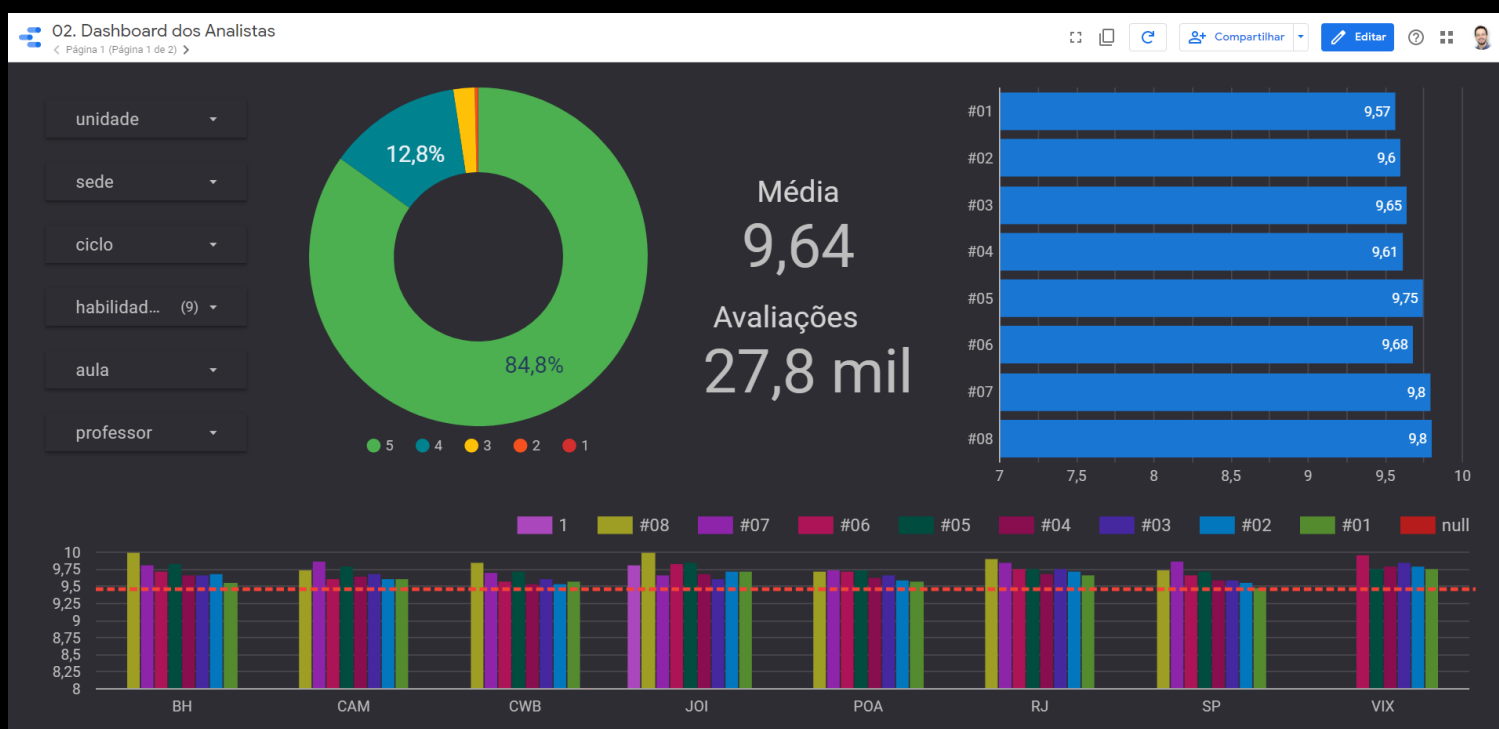 02. Dashboard dos Analistas
Página 1 (Página 1 de 2)
Compartilhar
Editar
unidade
sede
ciclo
habilidad... (9)
aula
professor
12,8%
84,8%
5 4 3 2 1
Média
9,64
Avaliações
27,8 mil
#01 9,57
#02 9,6
#03 9,65
#04 9,61
#05 9,75
#06 9,68
#07 9,8
#08 9,8
7 7,5 8 8,5 9 9,5 10
1 #08 #07 #06 #05 #04 #03 #02 #01 null
10
9,75
9,5
9,25
9
8,75
8,5
8,25
8
BH CAM CWB JOI POA RJ SP VIX